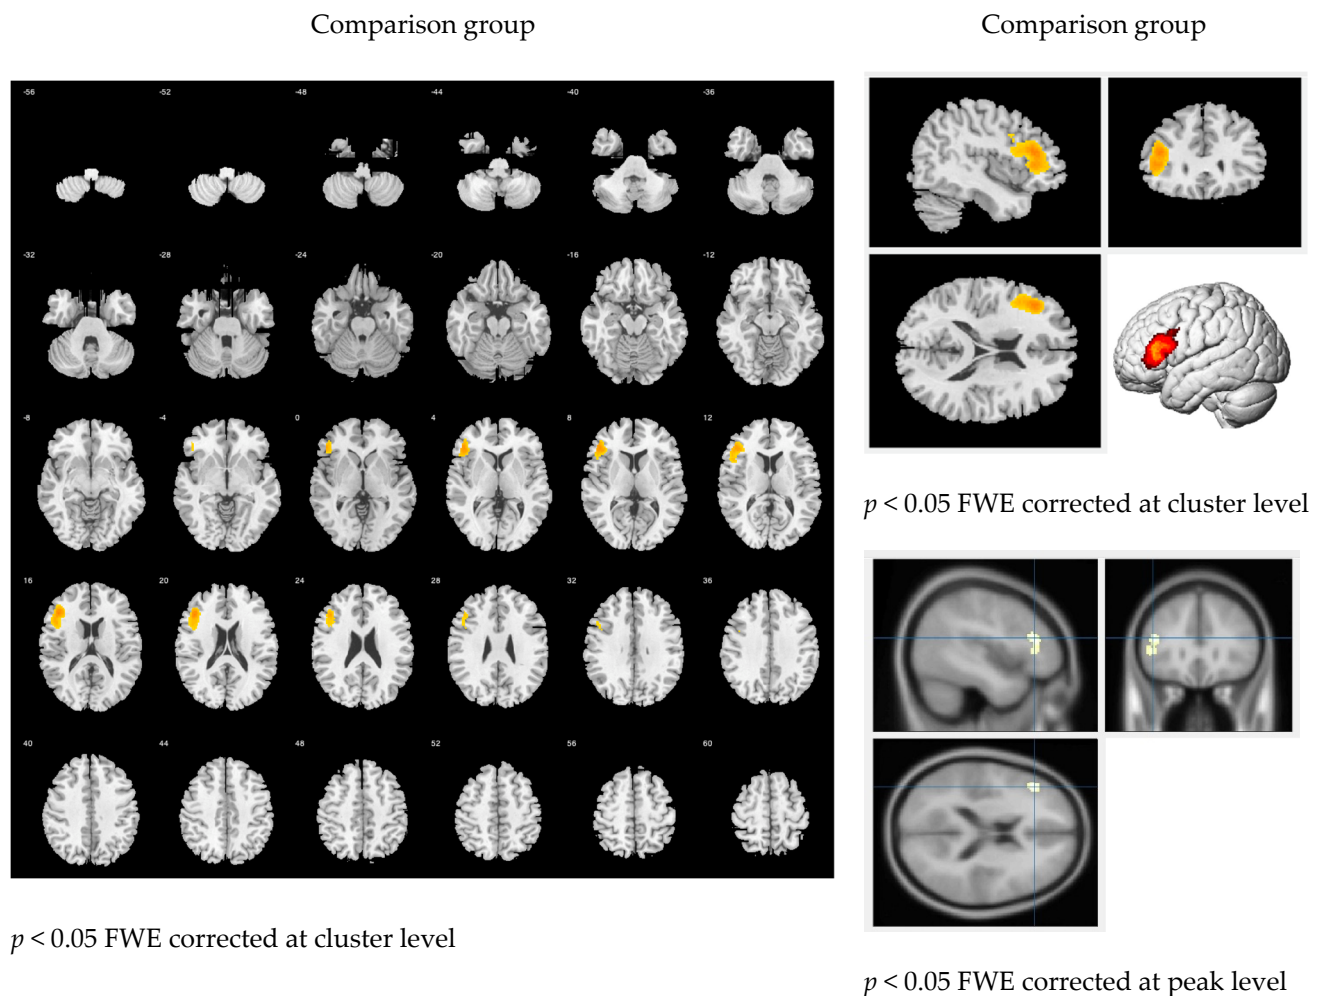 Comparison group
Comparison group
-56 -52 -48 -44 -40 -36
-32 -28 -24 -20 -16 -12
-8 -4 0 4 8 12
16 20 24 28 32 36
40 44 48 52 56 60
p < 0.05 FWE corrected at cluster level
p < 0.05 FWE corrected at cluster level
p < 0.05 FWE corrected at peak level